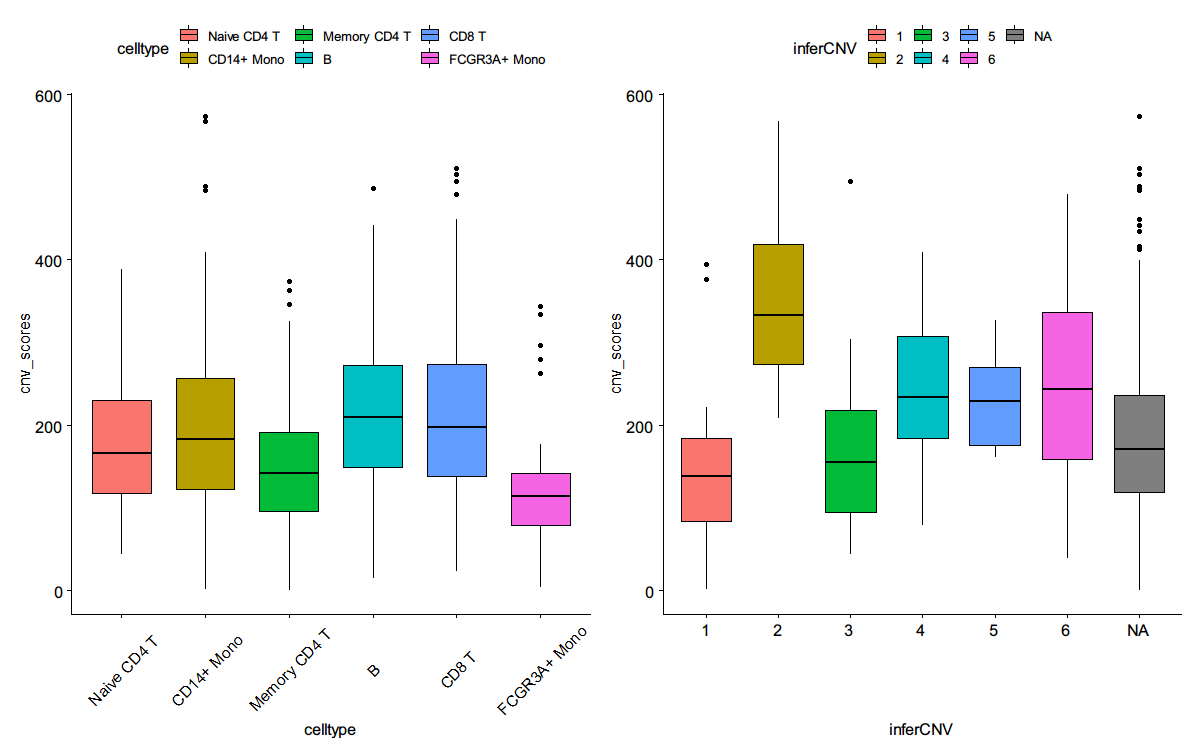 celltype
Naive CD4 T
Memory CD4 T
CD8 T
CD14+ Mono
B
FCGR3A+ Mono
600
400
200
0
cnv_scores
Naive CD4 T
CD14+ Mono
Memory CD4 T
B
CD8 T
FCGR3A+ Mono
celltype
inferCNV
1
3
5
NA
2
4
6
600
400
200
0
cnv_scores
1
2
3
4
5
6
NA
inferCNV